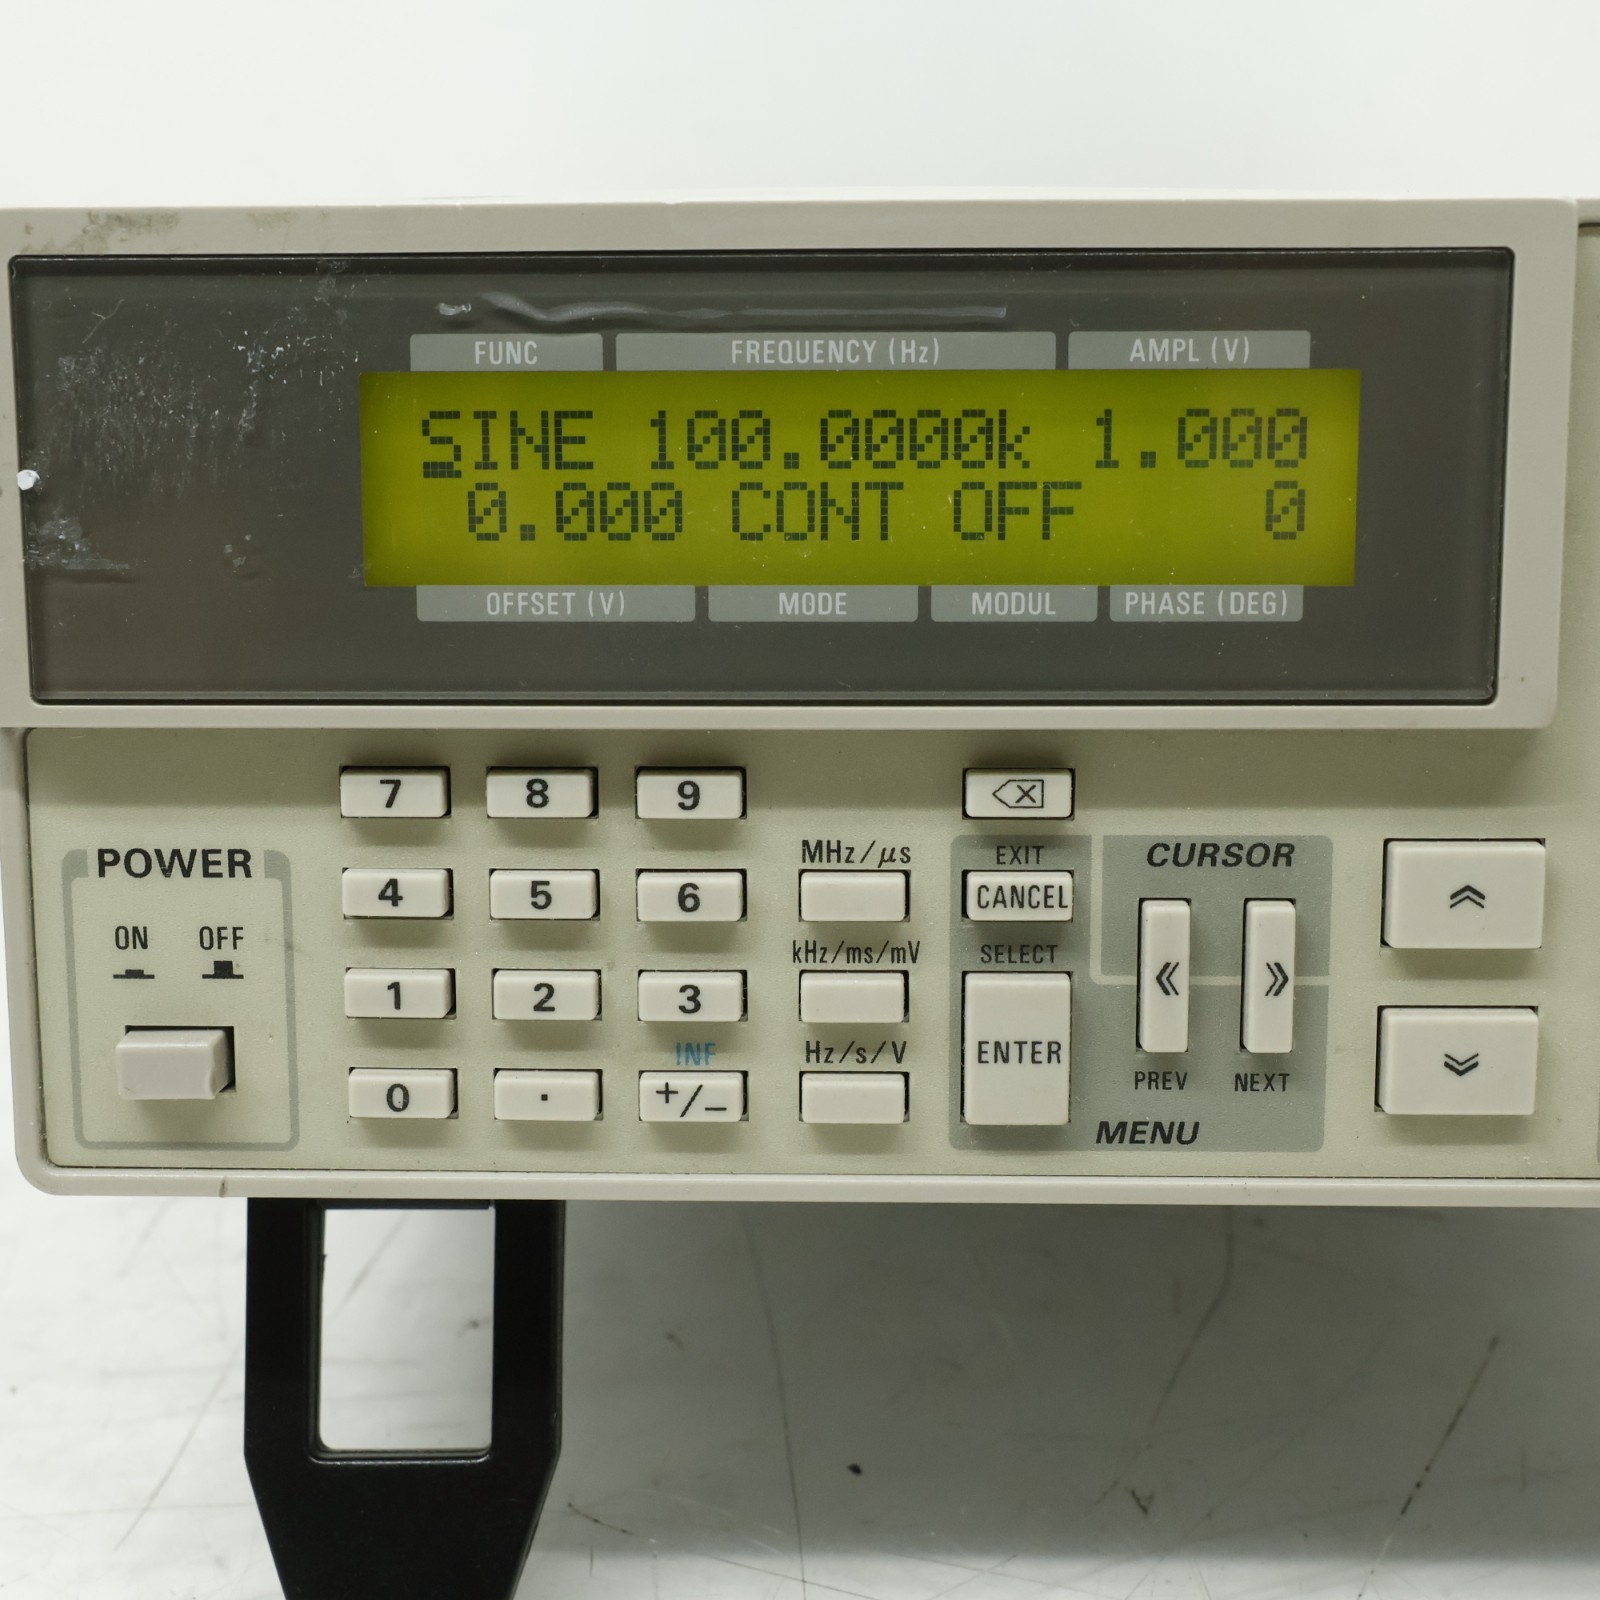 FUNC FREQUENCY (Hz) AMPL (V)
SINE 100.0000k 1.000
0.000 CONT OFF 0
OFFSET (V) MODE MODUL PHASE (DEG)
7 8 9
POWER
ON OFF
4 5 6
1 2 3
INF
0 . +/−
MHz/μs
kHz/ms/mV
Hz/s/V
EXIT
CANCEL
SELECT
ENTER
CURSOR
« »
PREV NEXT
MENU